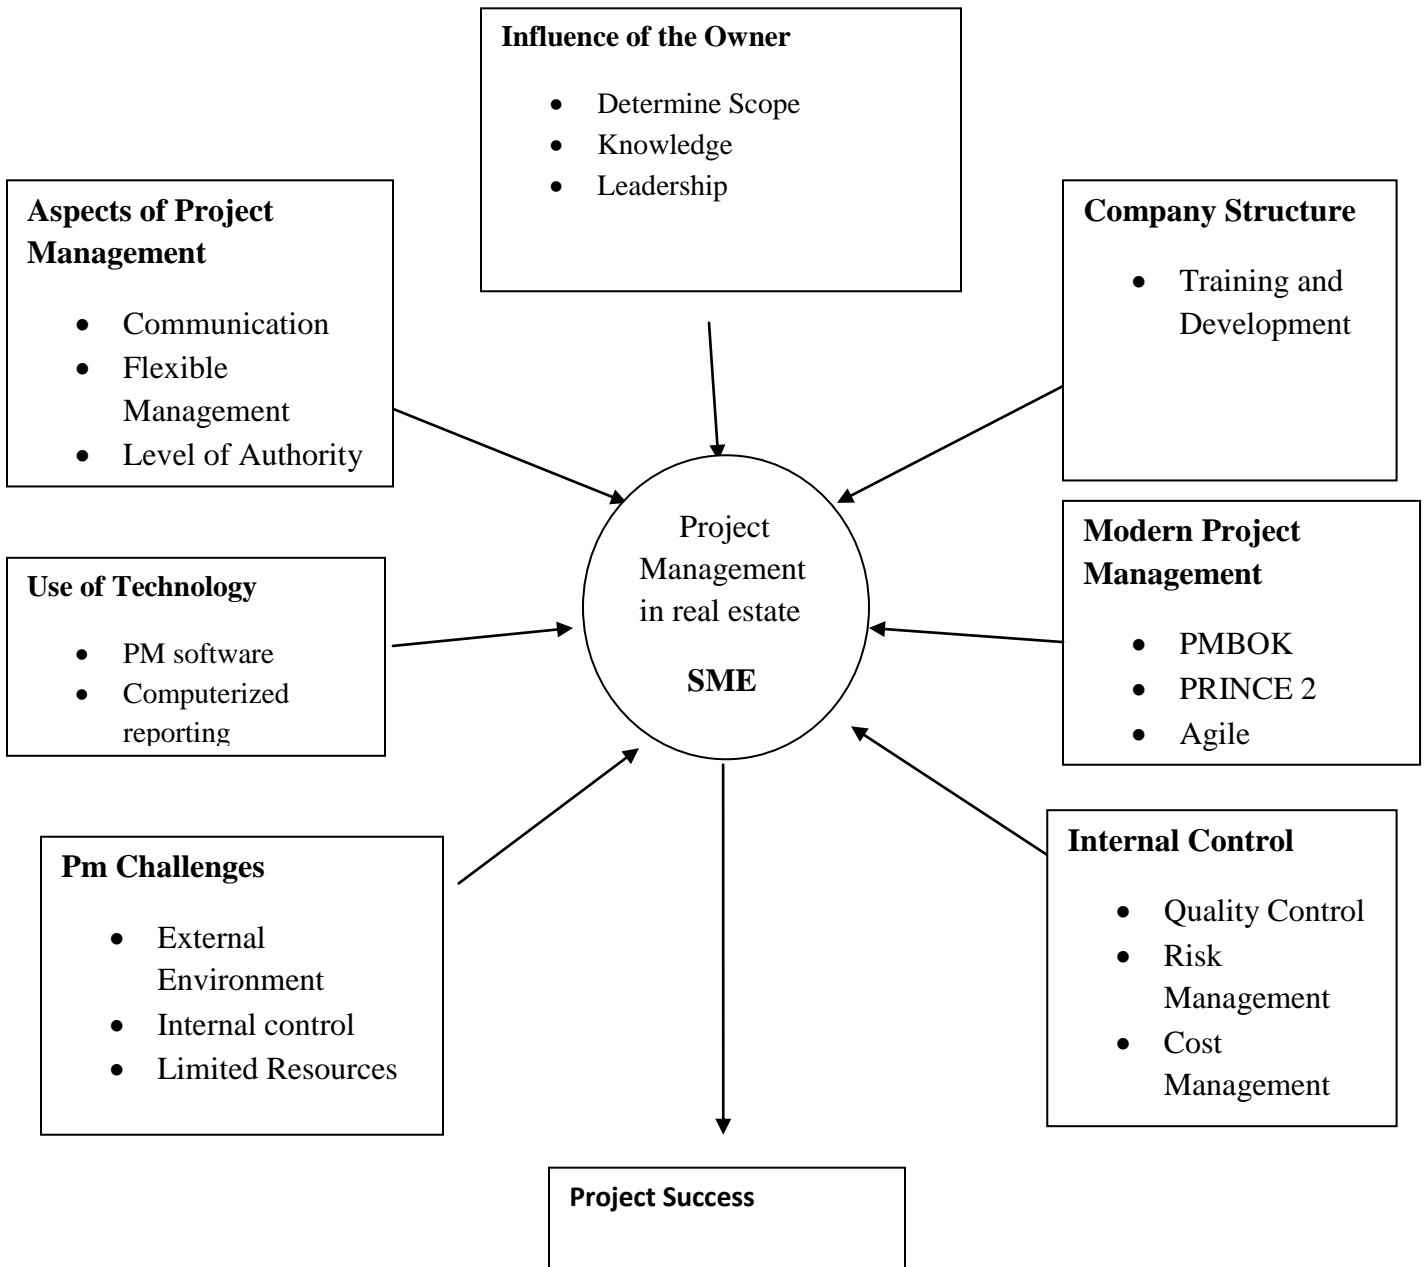 Influence of the Owner
• Determine Scope
• Knowledge
• Leadership
Aspects of Project
Management
• Communication
• Flexible
Management
• Level of Authority
Company Structure
• Training and
Development
Project
Management
in real estate
SME
Use of Technology
• PM software
• Computerized
reporting
Modern Project
Management
• PMBOK
• PRINCE 2
• Agile
Pm Challenges
• External
Environment
• Internal control
• Limited Resources
Internal Control
• Quality Control
• Risk
Management
• Cost
Management
Project Success